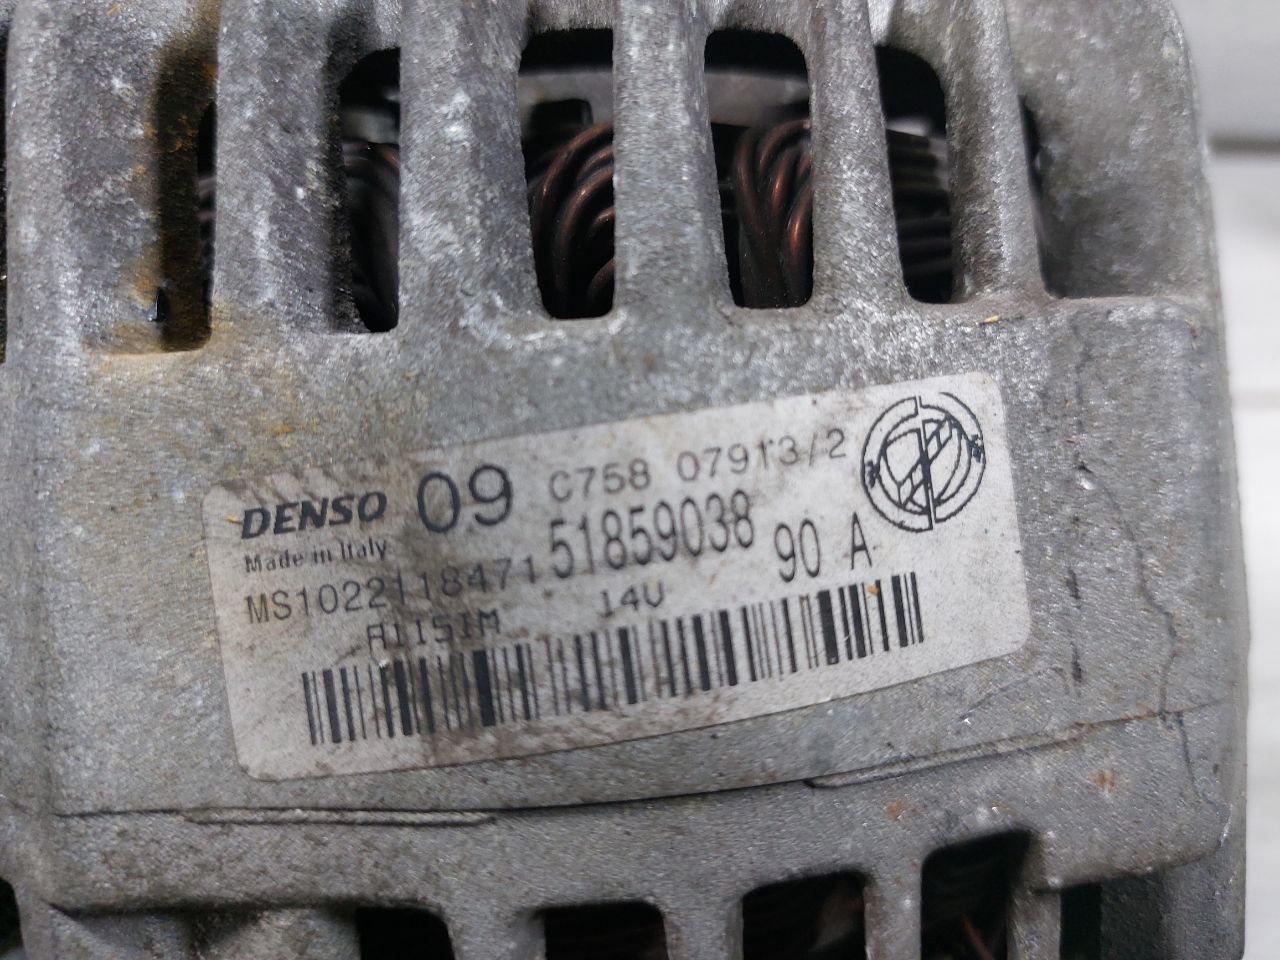 DENSO 09 C758 07913/2
Made in Italy
MS1022118471 51859038 90 A
A115IM 14V